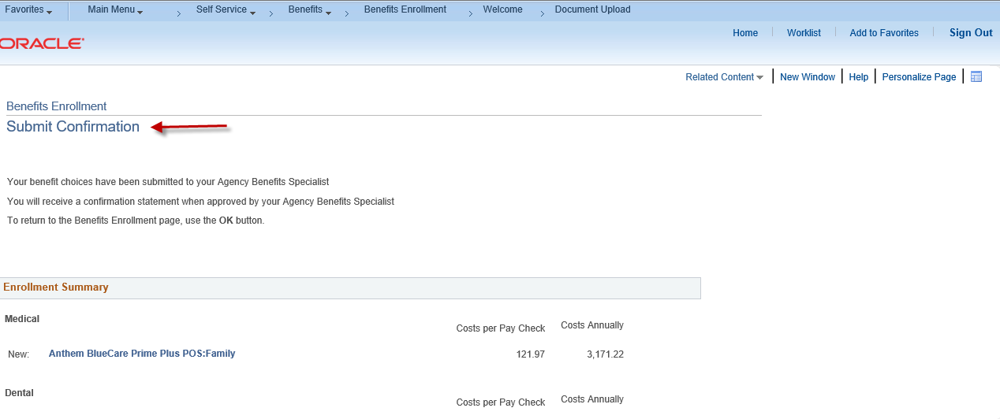 Favorites Main Menu Self Service Benefits Benefits Enrollment Welcome Document Upload
Home Worklist Add to Favorites Sign Out
ORACLE
Related Content New Window Help Personalize Page
Benefits Enrollment
Submit Confirmation
Your benefit choices have been submitted to your Agency Benefits Specialist
You will receive a confirmation statement when approved by your Agency Benefits Specialist
To return to the Benefits Enrollment page, use the OK button.
Enrollment Summary
Medical
Costs per Pay Check Costs Annually
New: Anthem BlueCare Prime Plus POS:Family 121.97 3,171.22
Dental
Costs per Pay Check Costs Annually